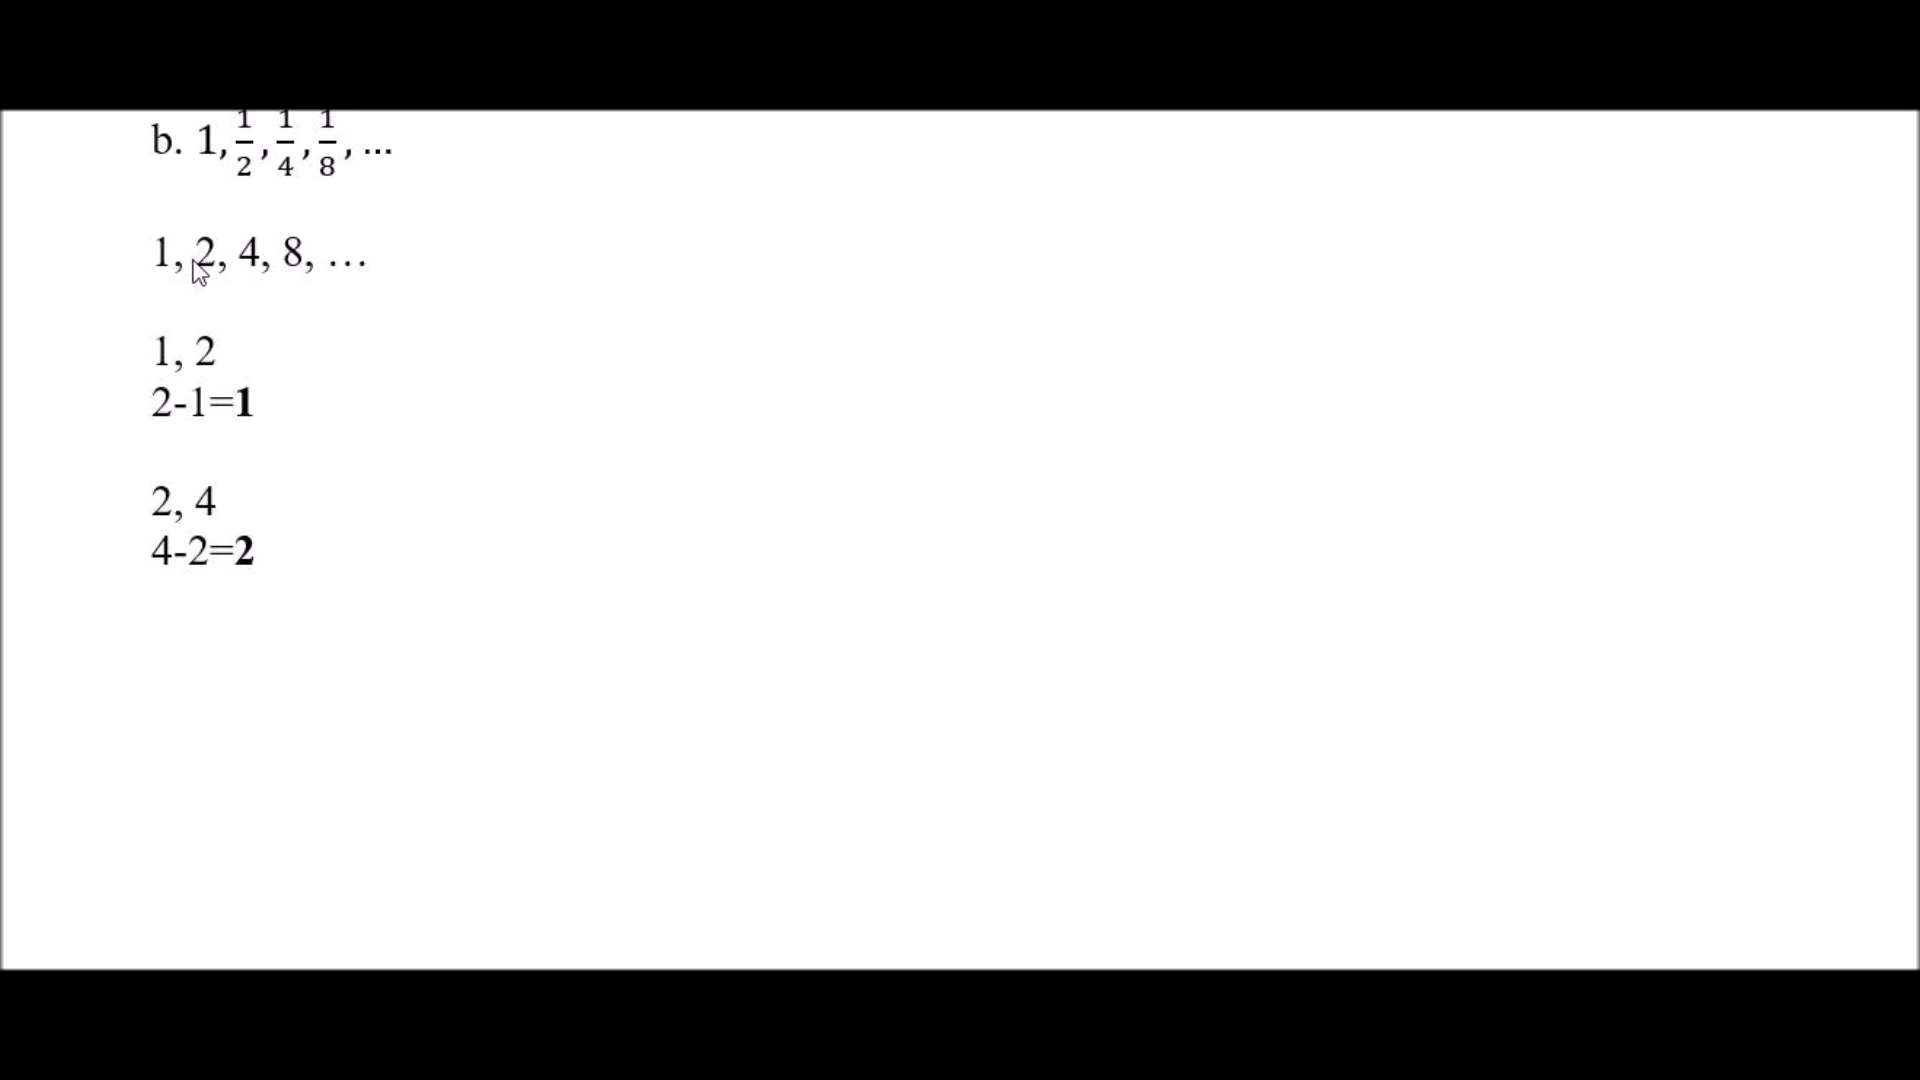 b. 1, 1/2, 1/4, 1/8, ...
1, 2, 4, 8, …
1, 2
2-1=1
2, 4
4-2=2